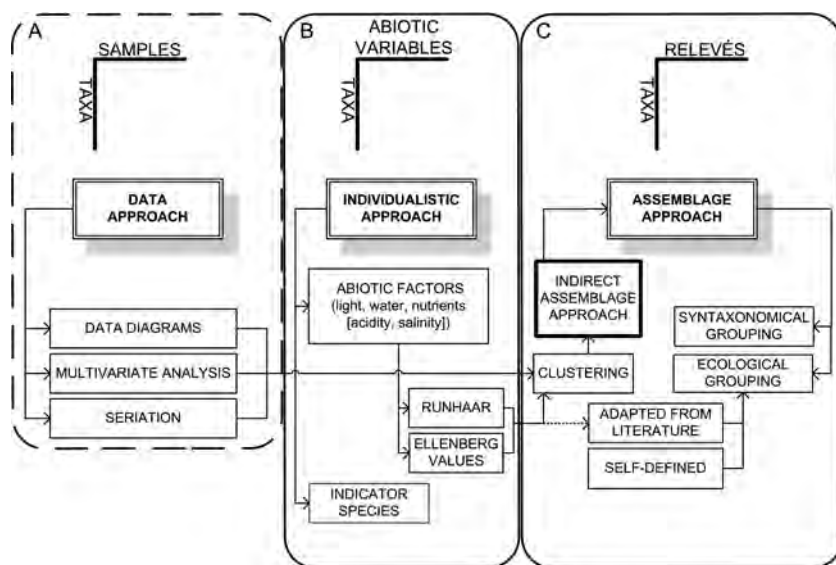 A
SAMPLES
TAXA
DATA
APPROACH
DATA DIAGRAMS
MULTIVARIATE ANALYSIS
SERIATION
B
ABIOTIC
VARIABLES
TAXA
INDIVIDUALISTIC
APPROACH
ABIOTIC FACTORS
(light, water, nutrients
[acidity, salinity])
RUNHAAR
ELLENBERG
VALUES
INDICATOR
SPECIES
C
RELEVÉS
TAXA
ASSEMBLAGE
APPROACH
INDIRECT
ASSEMBLAGE
APPROACH
CLUSTERING
SYNTAXONOMICAL
GROUPING
ECOLOGICAL
GROUPING
ADAPTED FROM
LITERATURE
SELF-DEFINED